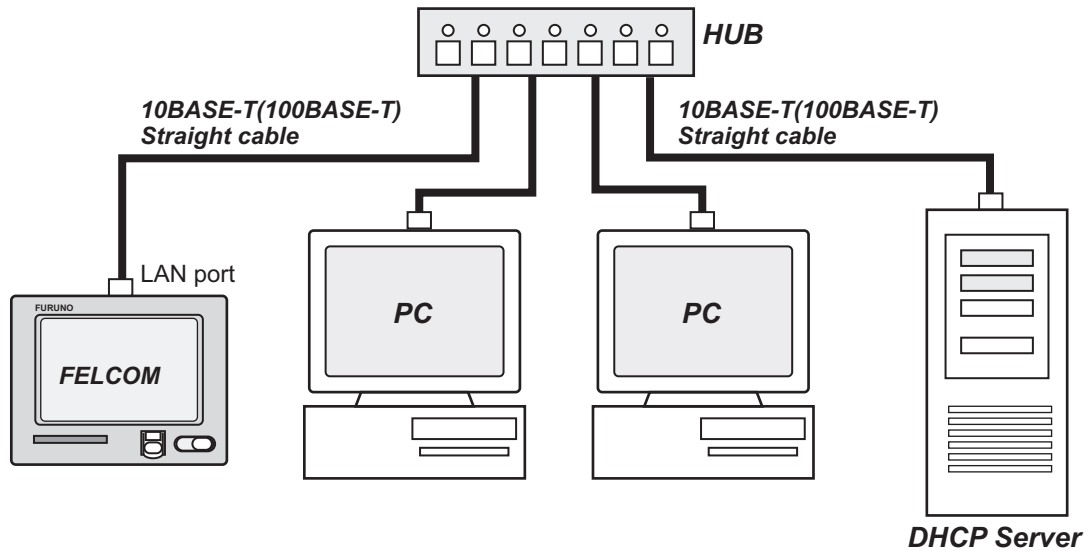 HUB
10BASE-T(100BASE-T)
Straight cable
10BASE-T(100BASE-T)
Straight cable
LAN port
FURUNO
FELCOM
PC
PC
DHCP Server